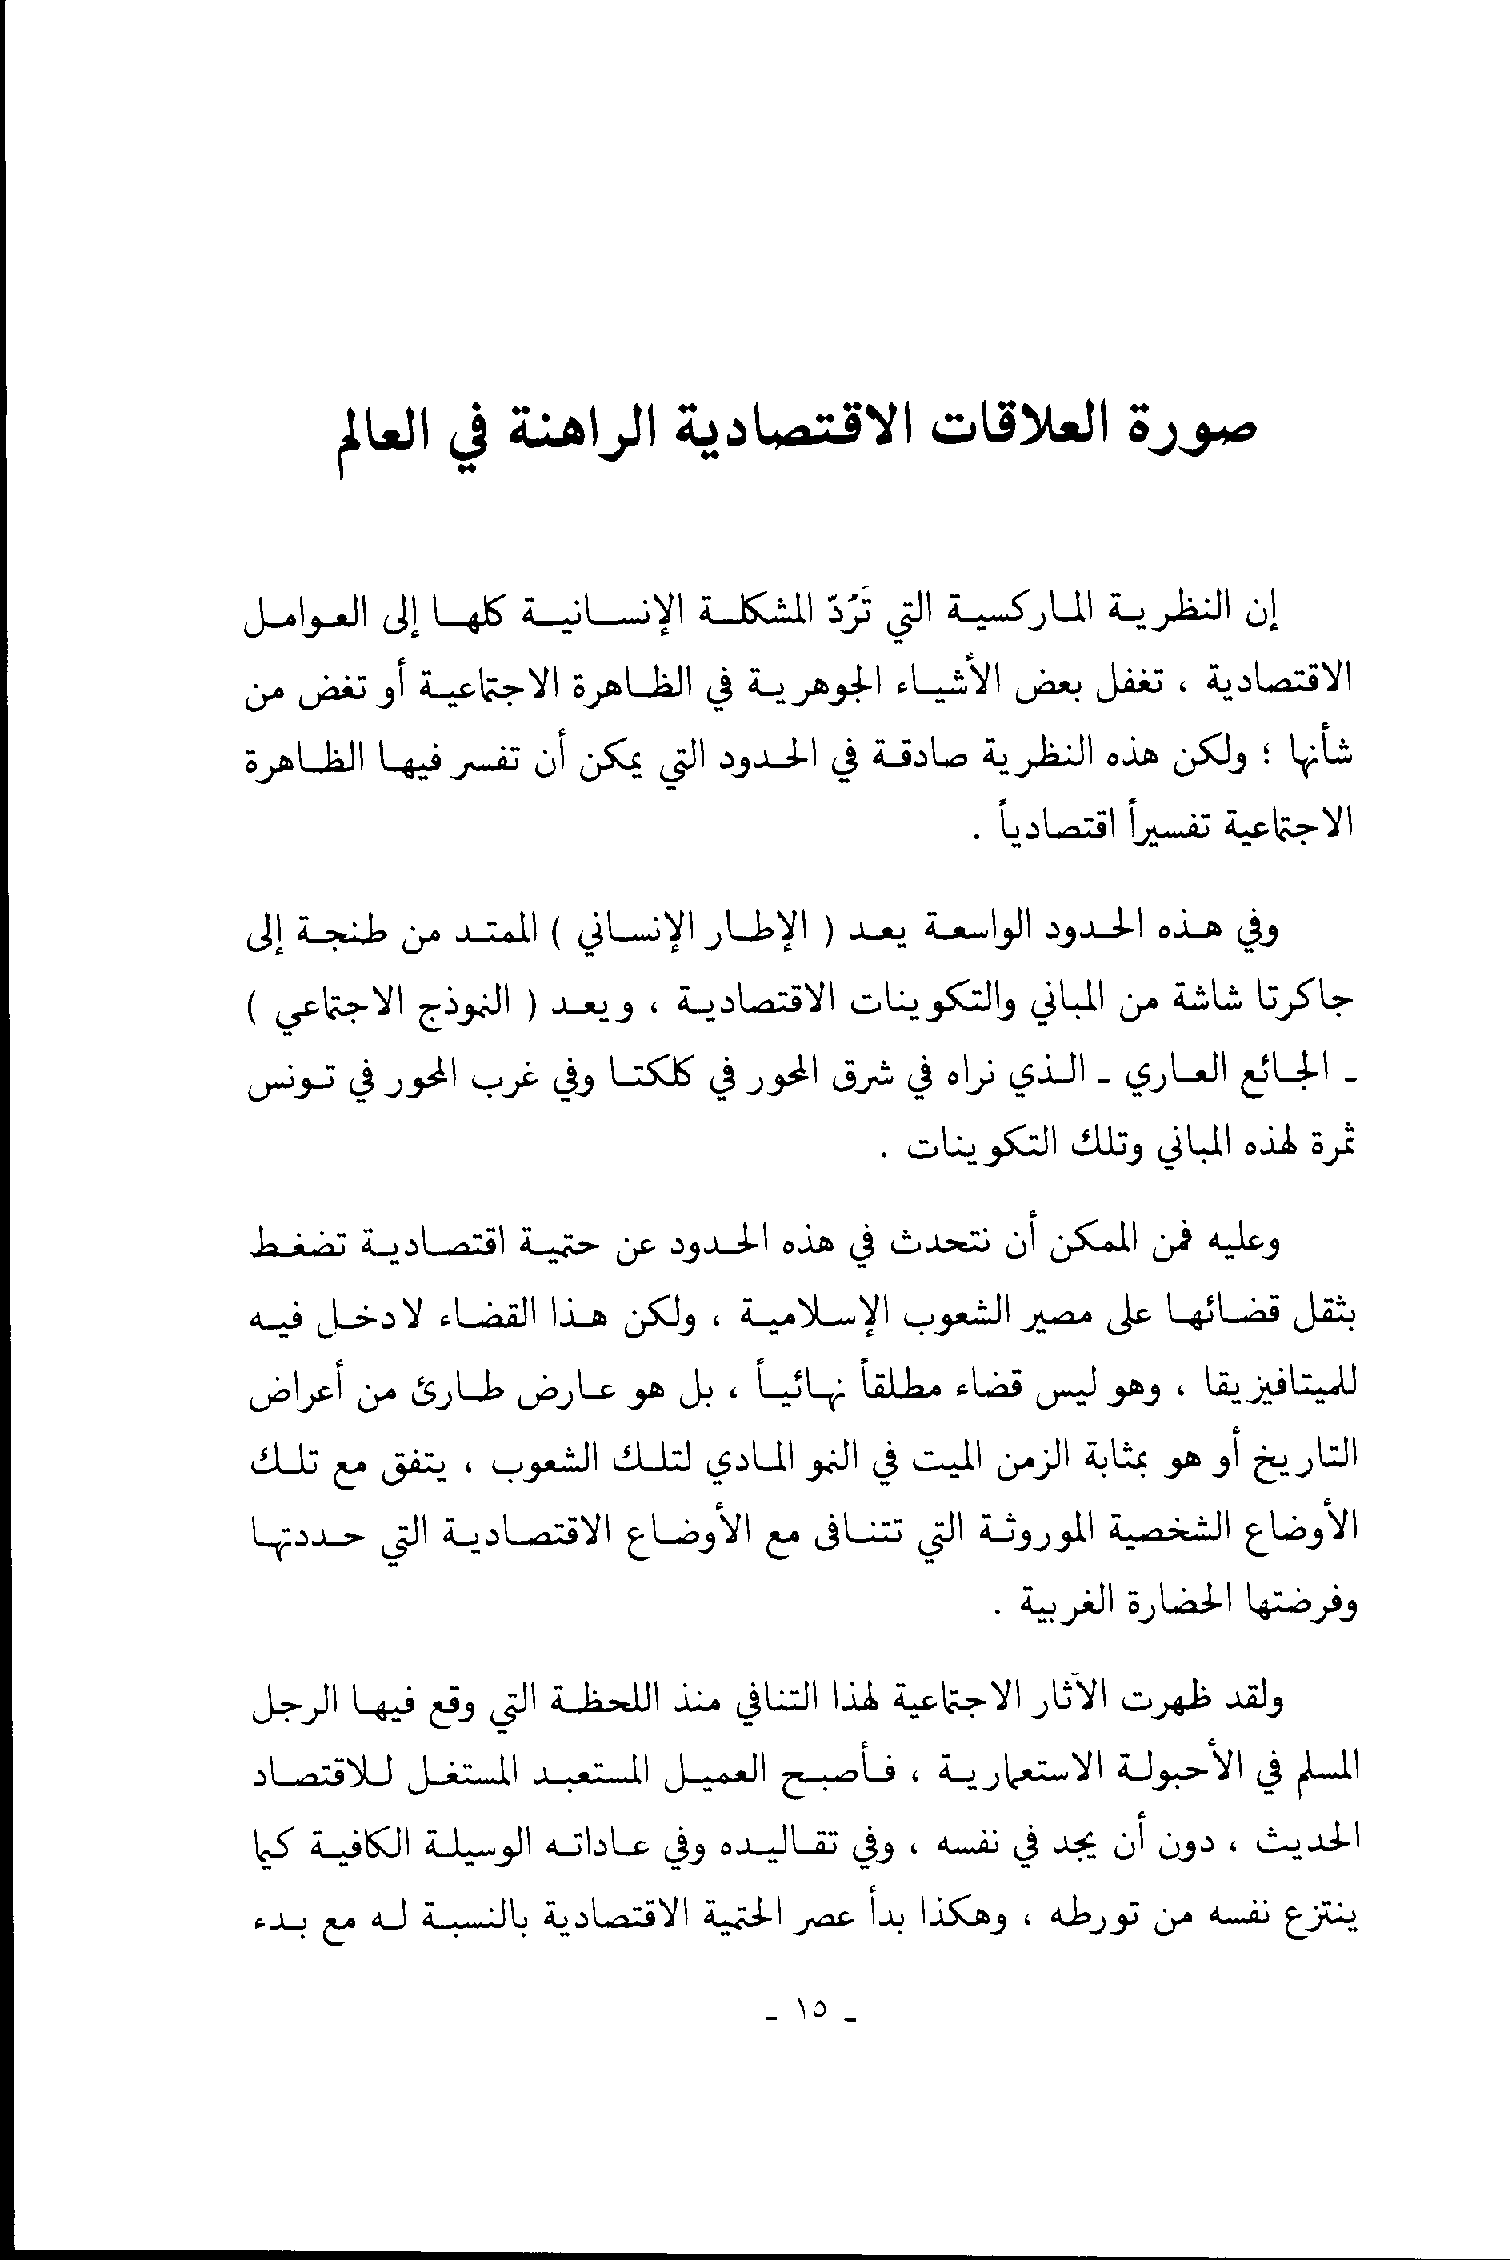 صورة العلاقات الاقتصادية الراهنة في العالم
إن النظرية الماركسية التي تَرُدّ المشكلة الإنسانية كلها إلى العوامل
الاقتصادية ، تغفل بعض الأشياء الجوهرية في الظاهرة الاجتماعية أو تغض من
شأنها ؛ ولكن هذه النظرية صادقة في الحدود التي يمكن أن تفسر فيها الظاهرة
الاجتماعية تفسيراً اقتصادياً .
وفي هذه الحدود الواسعة يعد ( الإطار الإنساني ) الممتد من طنجة إلى
جاكرتا شاشة من المباني والتكوينات الاقتصادية ، ويعد ( النموذج الاجتماعي )
ـ الجائع العاري ـ الذي نراه في شرق المحور في كلكتا وفي غرب المحور في تونس
ثمرة لهذه المباني وتلك التكوينات .
وعليه فمن الممكن أن نتحدث في هذه الحدود عن حتمية اقتصادية تضغط
بثقل قضائها على مصير الشعوب الإسلامية ، ولكن هذا القضاء لادخل فيه
للميتافيزيقا ، وهو ليس قضاء مطلقاً نهائياً ، بل هو عارض طارئ من أعراض
التاريخ أو هو بمثابة الزمن الميت في النمو المادي لتلك الشعوب ، يتفق مع تلك
الأوضاع الشخصية الموروثة التي تتنافى مع الأوضاع الاقتصادية التي حددتها
وفرضتها الحضارة الغربية .
ولقد ظهرت الآثار الاجتماعية لهذا التنافي منذ اللحظة التي وقع فيها الرجل
المسلم في الأحبولة الاستعمارية ، فأصبح العميل المستعبد المستغل للاقتصاد
الحديث ، دون أن يجد في نفسه ، وفي تقاليده وفي عاداته الوسيلة الكافية كيما
ينتزع نفسه من تورطه ، وهكذا بدأ عصر الحتمية الاقتصادية بالنسبة له مع بدء
ـ ١٥ ـ